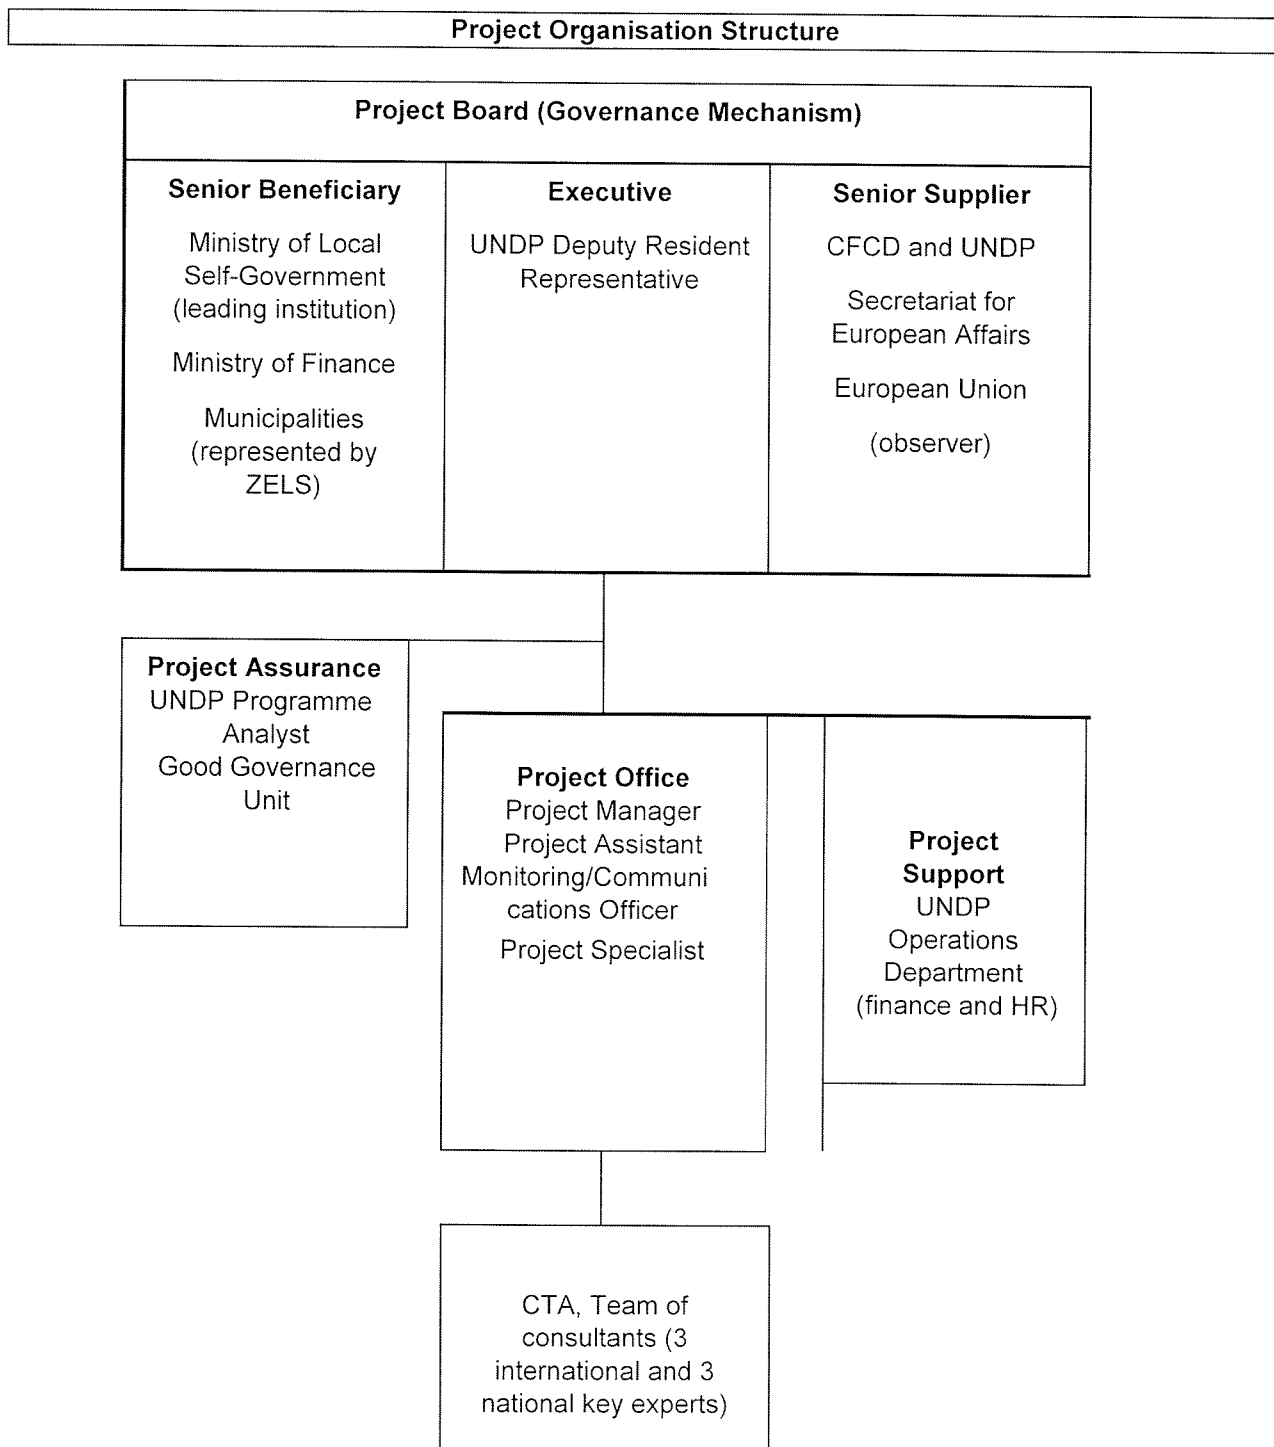 Project Organisation Structure
Project Board (Governance Mechanism)
Senior Beneficiary
Ministry of Local
Self-Government
(leading institution)
Ministry of Finance
Municipalities
(represented by
ZELS)
Executive
UNDP Deputy Resident
Representative
Senior Supplier
CFCD and UNDP
Secretariat for
European Affairs
European Union
(observer)
Project Assurance
UNDP Programme
Analyst
Good Governance
Unit
Project Office
Project Manager
Project Assistant
Monitoring/Communi
cations Officer
Project Specialist
Project
Support
UNDP
Operations
Department
(finance and HR)
CTA, Team of
consultants (3
international and 3
national key experts)